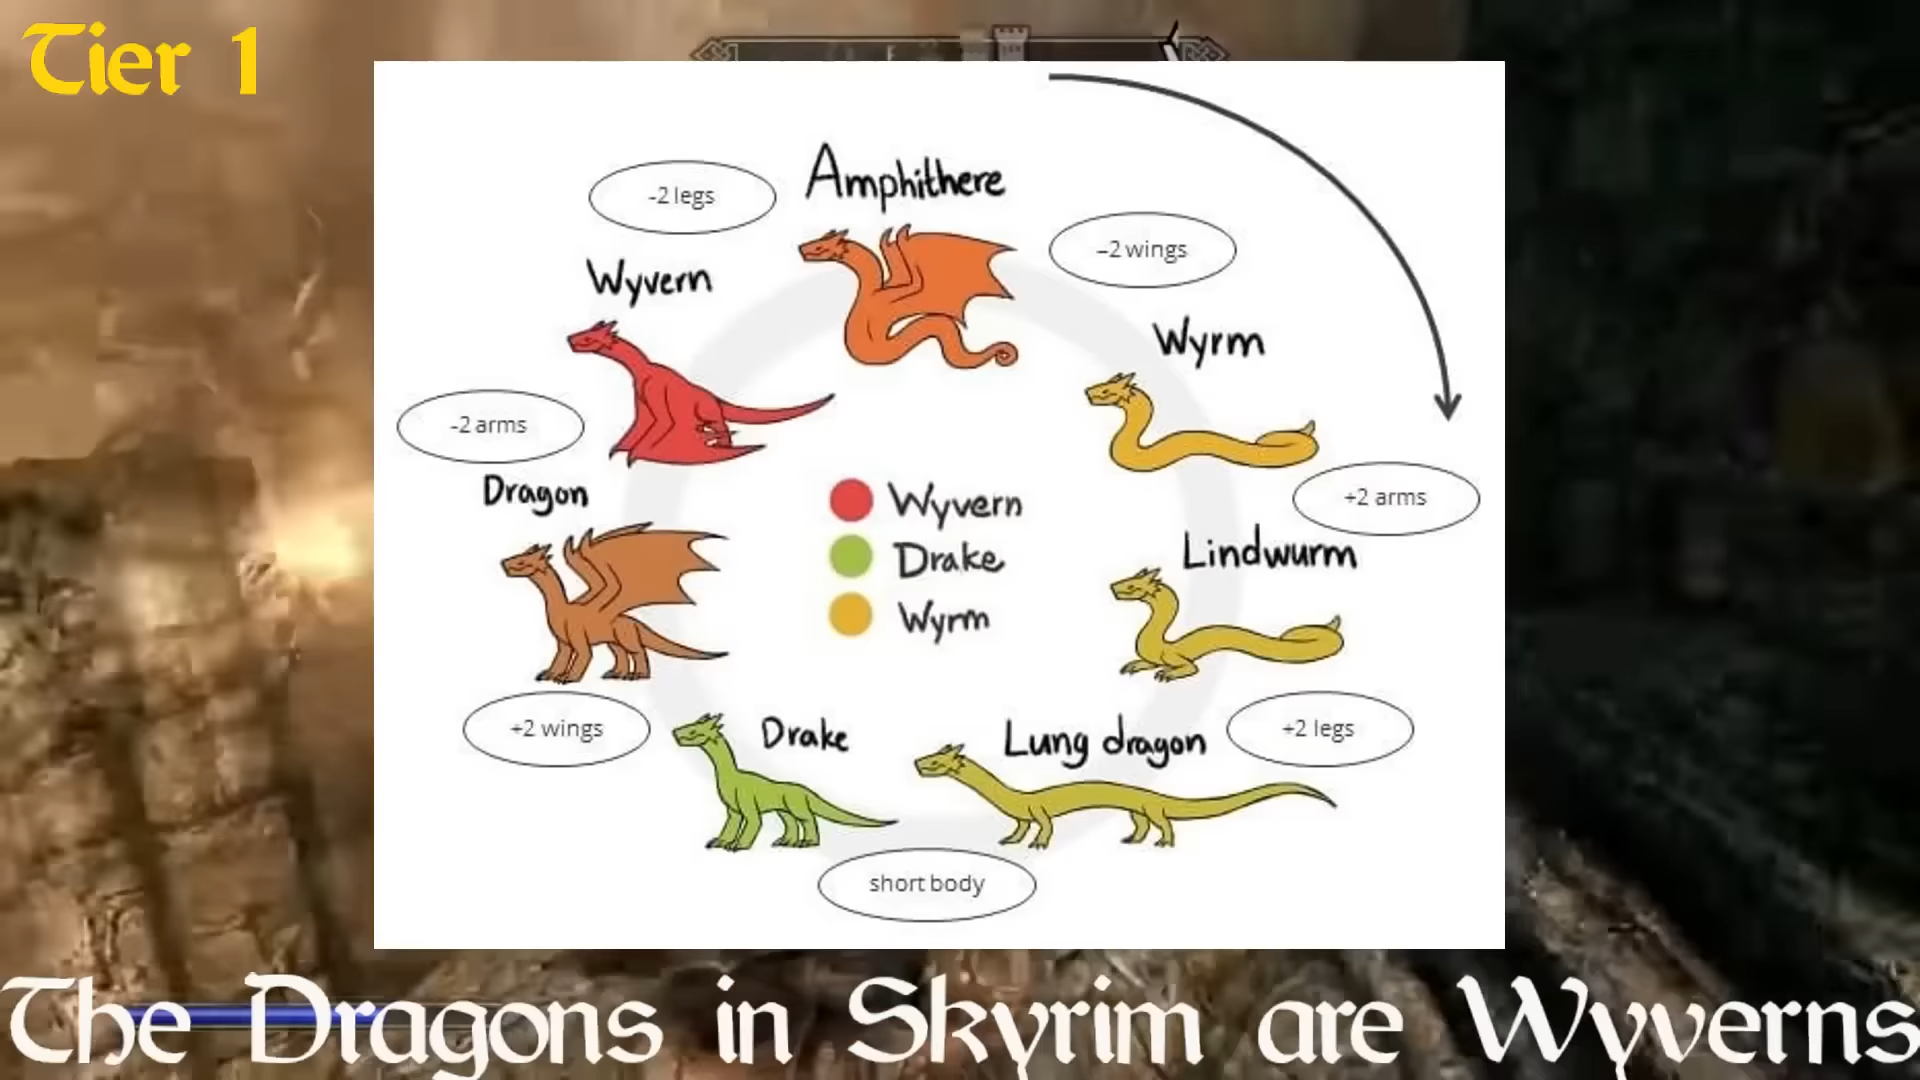 Tier 1
E
Amphithere
-2 legs
–2 wings
Wyvern
Wyrm
-2 arms
Dragon
+2 arms
Wyvern
Drake
Wyrm
Lindwurm
+2 wings
Drake
Lung dragon
+2 legs
short body
The Dragons in Skyrim are Wyverns